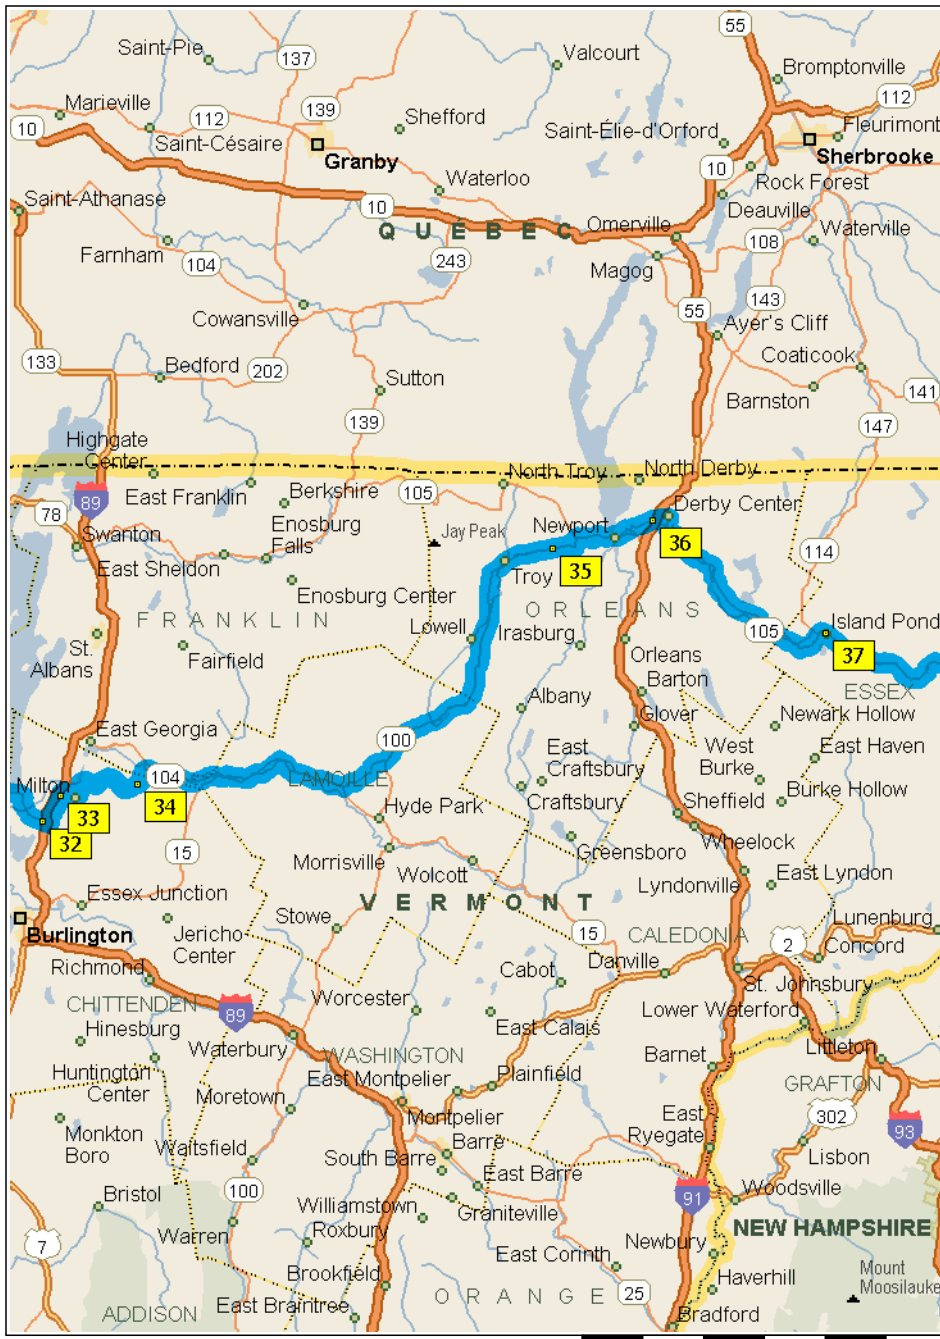 55
Saint-Pie
137
Valcourt
Bromptonville
Marieville
139
112
112
Shefford
10
Saint-Césaire
Granby
Saint-Élie-d'Orford
Fleurimont
Sherbrooke
10
Waterloo
Rock Forest
Saint-Athanase
10
Deauville
QUÉBEC
Omerville
108
Waterville
Farnham
104
243
Magog
143
Cowansville
55
Ayer's Cliff
133
Bedford
202
Coaticook
Sutton
Barnston
141
139
147
Highgate
Center
North Troy
North Derby
89
East Franklin
Berkshire
105
78
Enosburg
Falls
Jay Peak
Newport
Derby Center
Swanton
36
114
East Sheldon
Troy
35
Enosburg Center
ORLEANS
FRANKLIN
Lowell
Irasburg
105
Island Pond
St.
Albans
Fairfield
Orleans
37
Barton
ESSEX
Albany
East Georgia
100
Glover
Newark Hollow
East
Craftsbury
West
Burke
East Haven
Milton
104
LAMOILLE
34
Craftsbury
Burke Hollow
33
Hyde Park
Sheffield
32
15
Greensboro
Wheelock
Morrisville
Wolcott
Lyndonville
East Lyndon
Essex Junction
VERMONT
Stowe
Lunenburg
Burlington
Jericho
Center
15
CALEDONIA
2
Concord
Richmond
Cabot
Danville
St. Johnsbury
CHITTENDEN
Worcester
Lower Waterford
89
East Calais
Hinesburg
Waterbury
WASHINGTON
Barnet
Littleton
Huntington
Center
East Montpelier
Plainfield
GRAFTON
Moretown
Montpelier
East
Ryegate
302
93
Monkton
Boro
Waitsfield
Barre
Lisbon
South Barre
East Barre
Bristol
100
91
Woodsville
Williamstown
Graniteville
Roxbury
NEW HAMPSHIRE
Warren
7
East Corinth
Newbury
Brookfield
Haverhill
Mount
Moosilauke
ORANGE
25
ADDISON
East Braintree
Bradford